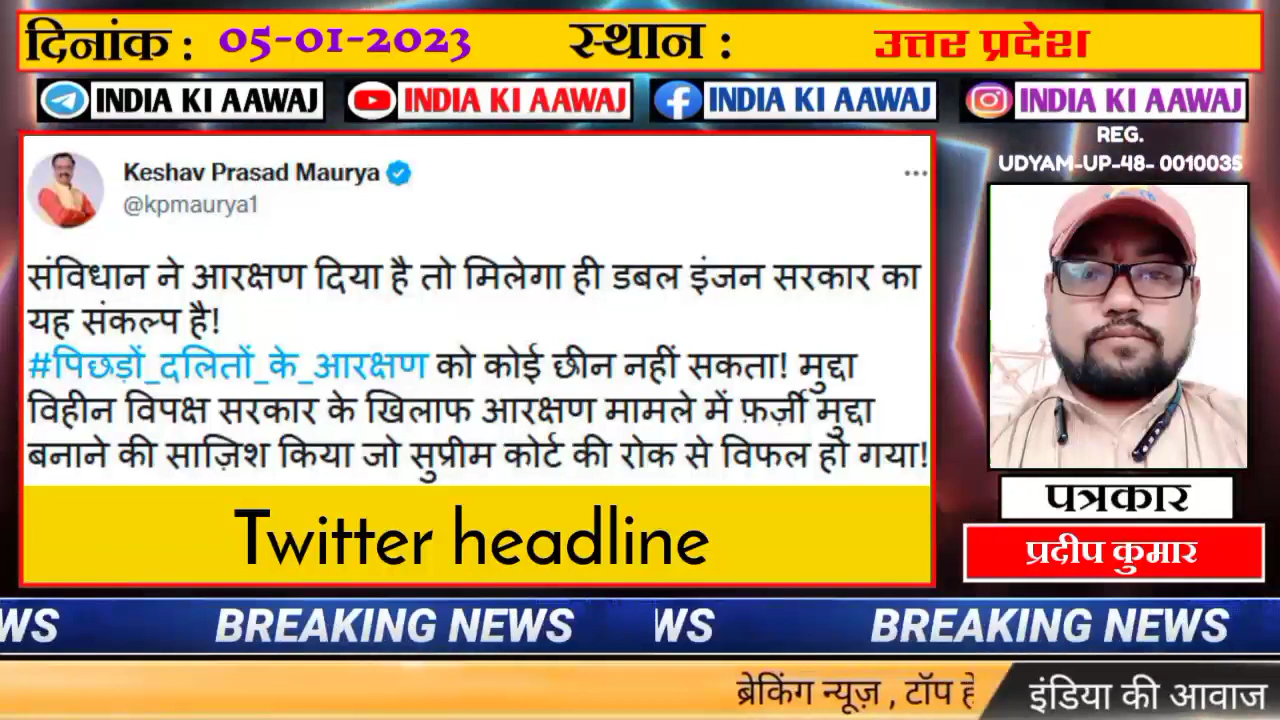 दिनांक : 05-01-2023 स्थान : उत्तर प्रदेश
INDIA KI AAWAJ INDIA KI AAWAJ INDIA KI AAWAJ INDIA KI AAWAJ
REG.
UDYAM-UP-48- 0010035
Keshav Prasad Maurya
@kpmaurya1
संविधान ने आरक्षण दिया है तो मिलेगा ही डबल इंजन सरकार का
यह संकल्प है!
#पिछड़ों_दलितों_के_आरक्षण को कोई छीन नहीं सकता! मुद्दा
विहीन विपक्ष सरकार के खिलाफ आरक्षण मामले में फ़र्ज़ी मुद्दा
बनाने की साज़िश किया जो सुप्रीम कोर्ट की रोक से विफल हो गया!
Twitter headline
पत्रकार
प्रदीप कुमार
WS BREAKING NEWS WS BREAKING NEWS
ब्रेकिंग न्यूज़ , टॉप हे इंडिया की आवाज